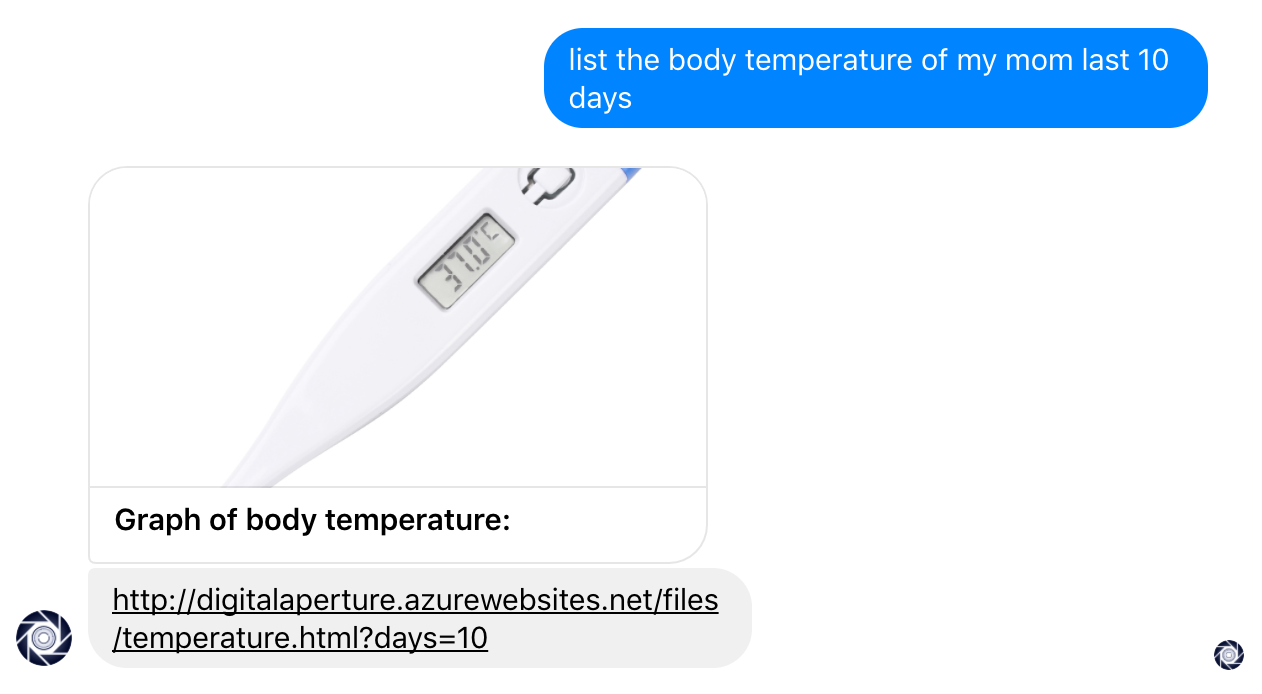 list the body temperature of my mom last 10
days
37.0°C
Graph of body temperature:
http://digitalaperture.azurewebsites.net/files
/temperature.html?days=10